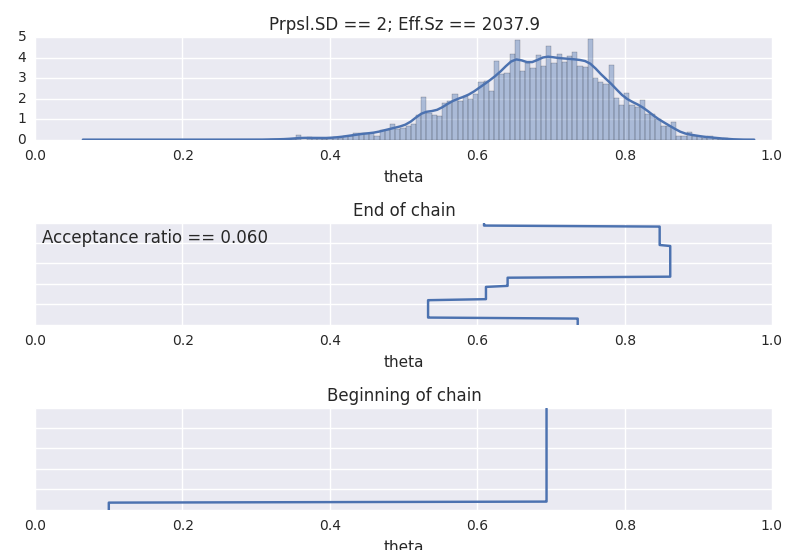 Prpsl.SD == 2; Eff.Sz == 2037.9
5
4
3
2
1
0
0.0 0.2 0.4 0.6 0.8 1.0
theta
End of chain
Acceptance ratio == 0.060
0.0 0.2 0.4 0.6 0.8 1.0
theta
Beginning of chain
0.0 0.2 0.4 0.6 0.8 1.0
theta